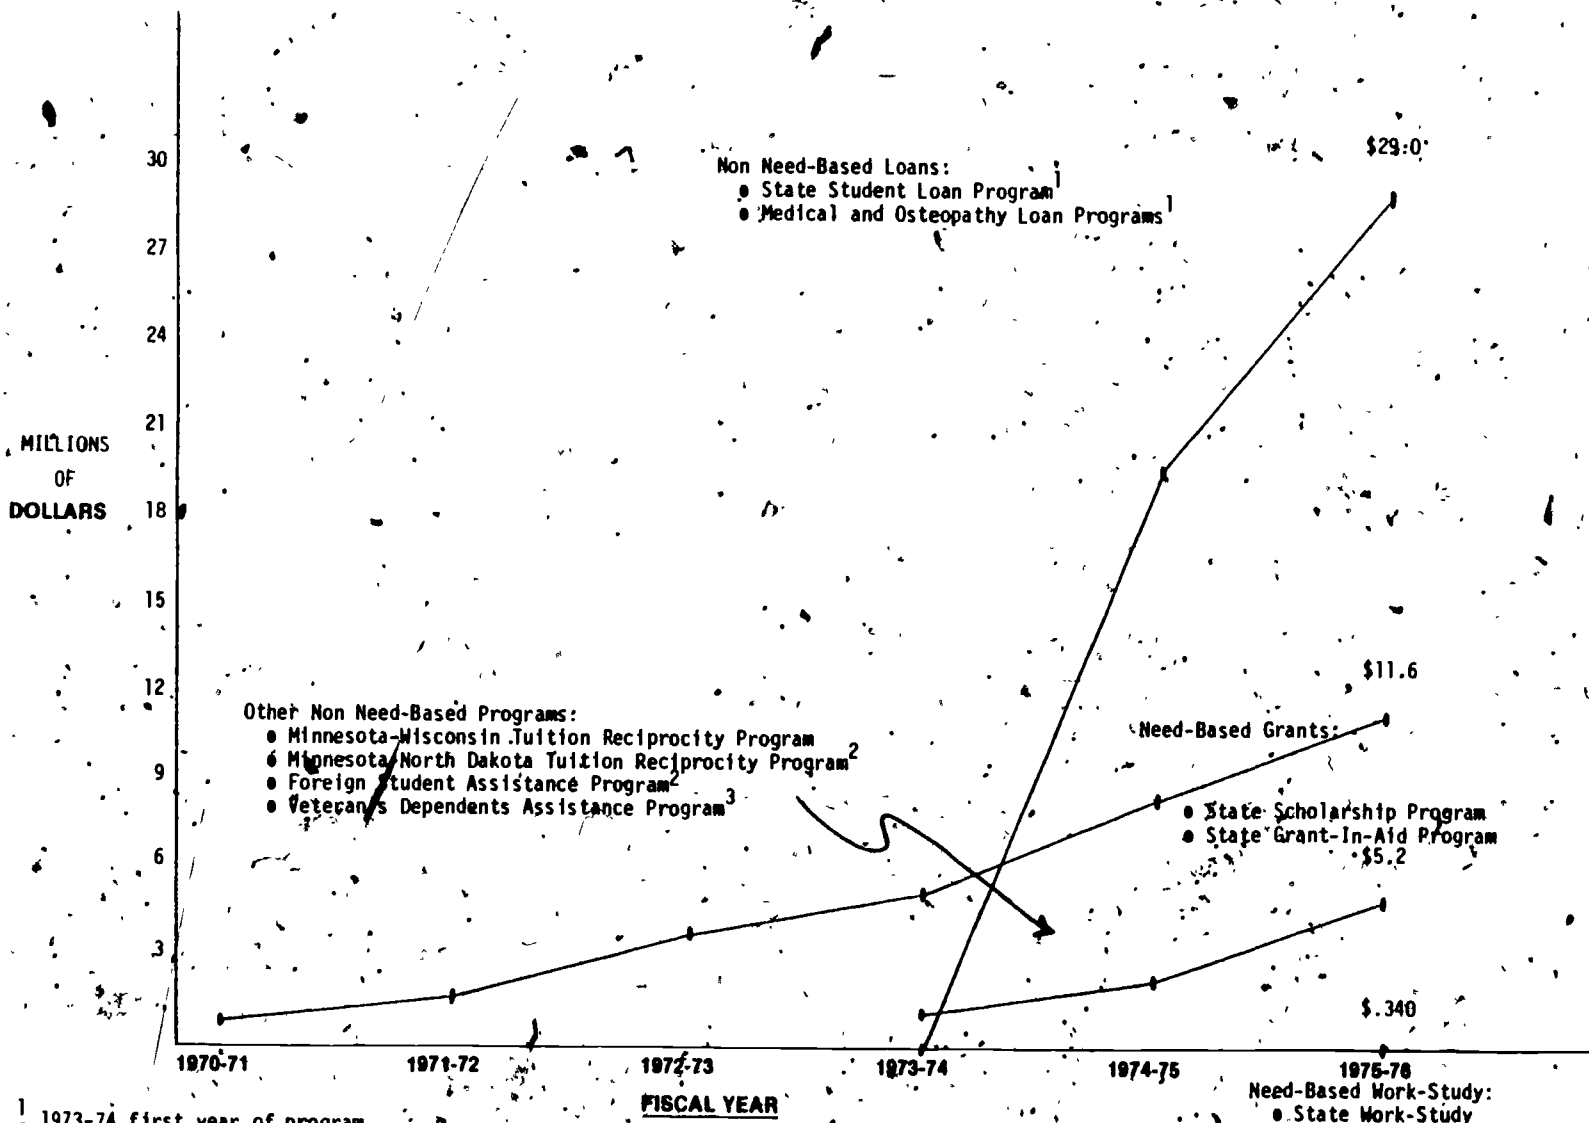 $29.0
30
Non Need-Based Loans:
• State Student Loan Program1
• Medical and Osteopathy Loan Programs1
27
24
21
MILLIONS
OF
DOLLARS
18
15
12
$11.6
Other Non Need-Based Programs:
• Minnesota-Wisconsin Tuition Reciprocity Program
• Minnesota-North Dakota Tuition Reciprocity Program2
• Foreign Student Assistance Program2
• Veteran's Dependents Assistance Program3
Need-Based Grants:
9
• State Scholarship Program
• State Grant-In-Aid Program
6
$5.2
3
$.340
1970-71 1971-72 1972-73 1973-74 1974-75 1975-76
FISCAL YEAR
Need-Based Work-Study:
• State Work-Study
1 1973-74 first year of program